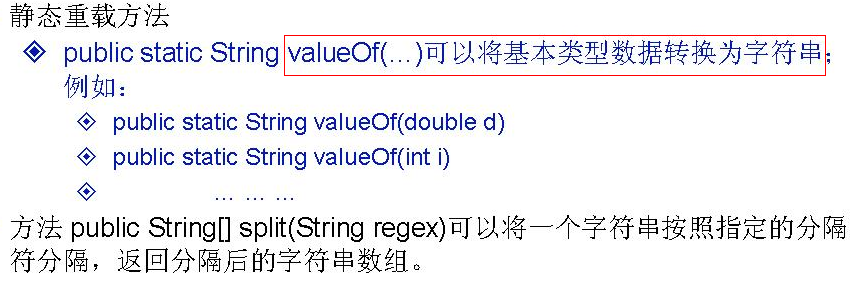 静态重载方法
public static String valueOf(…)可以将基本类型数据转换为字符串;
例如：
public static String valueOf(double d)
public static String valueOf(int i)
… … …
方法 public String[] split(String regex)可以将一个字符串按照指定的分隔
符分隔，返回分隔后的字符串数组。